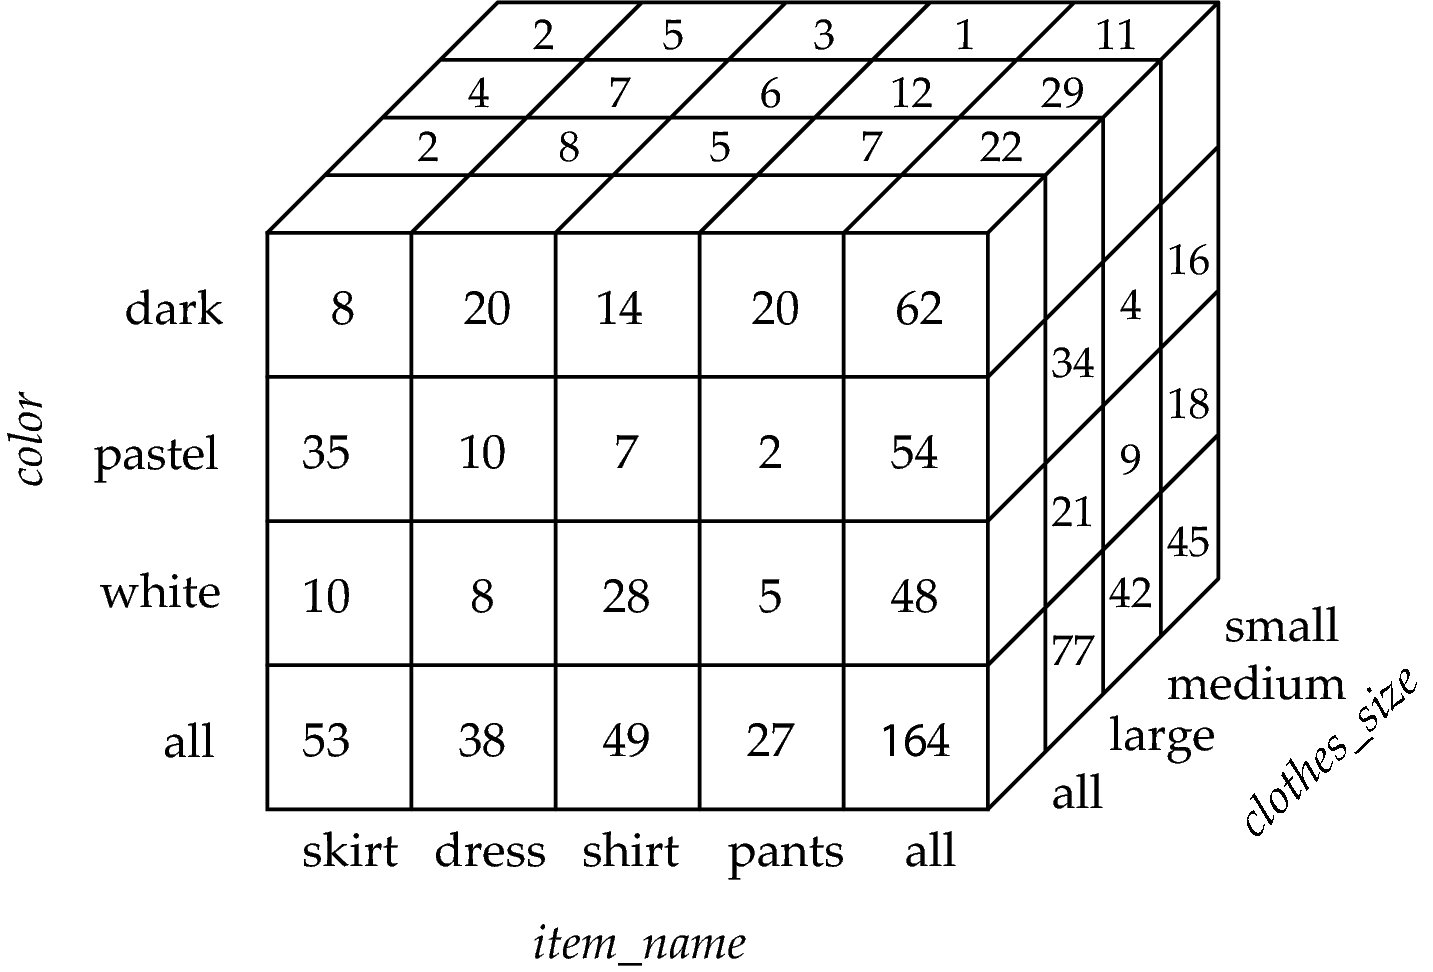 2 5 3 1 11
4 7 6 12 29
2 8 5 7 22
dark 8 20 14 20 62
16
4
34
pastel 35 10 7 2 54
18
9
21
white 10 8 28 5 48
45
42
77
all 53 38 49 27 164
color
small
medium
large
all
clothes_size
skirt dress shirt pants all
item_name